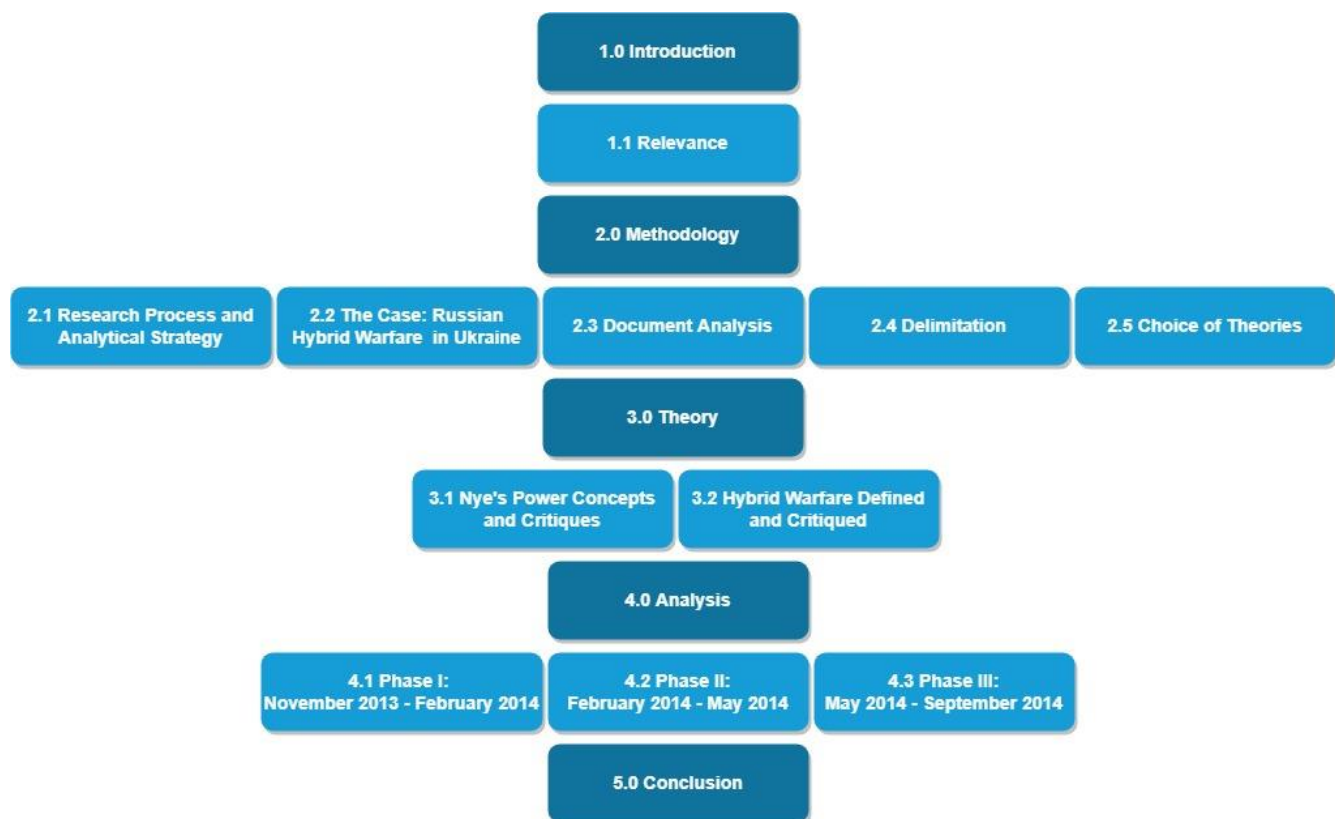 1.0 Introduction
1.1 Relevance
2.0 Methodology
2.1 Research Process and
Analytical Strategy
2.2 The Case: Russian
Hybrid Warfare in Ukraine
2.3 Document Analysis
2.4 Delimitation
2.5 Choice of Theories
3.0 Theory
3.1 Nye's Power Concepts
and Critiques
3.2 Hybrid Warfare Defined
and Critiqued
4.0 Analysis
4.1 Phase I:
November 2013 - February 2014
4.2 Phase II:
February 2014 - May 2014
4.3 Phase III:
May 2014 - September 2014
5.0 Conclusion